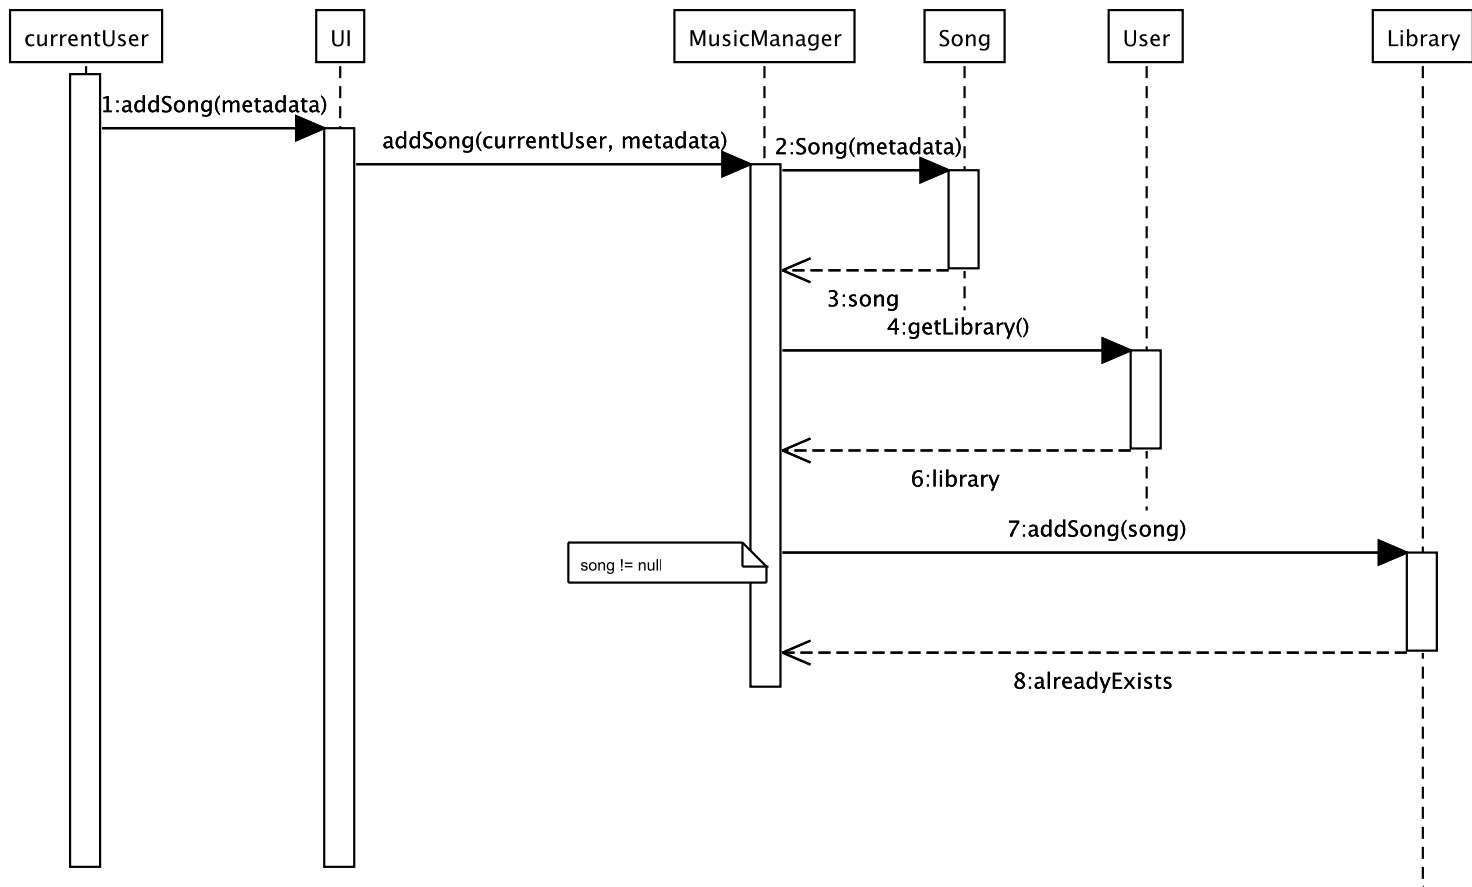 currentUser
UI
MusicManager
Song
User
Library
1:addSong(metadata)
addSong(currentUser, metadata)
2:Song(metadata)
3:song
4:getLibrary()
6:library
7:addSong(song)
song != null
8:alreadyExists